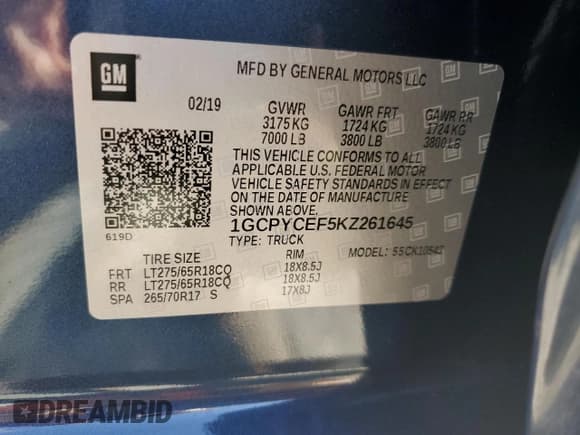 GM
MFD BY GENERAL MOTORS LLC
02/19 GVWR GAWR FRT GAWR RR
3175 KG 1724 KG 1724 KG
7000 LB 3800 LB 3800 LB
THIS VEHICLE CONFORMS TO ALL
APPLICABLE U.S. FEDERAL MOTOR
VEHICLE SAFETY STANDARDS IN EFFECT
ON THE DATE OF MANUFACTURE
SHOWN ABOVE.
1GCPYCEF5KZ261645
619D TYPE: TRUCK
MODEL:
TIRE SIZE RIM
FRT LT275/65R18CQ 18X8.5J
RR LT275/65R18CQ 18X8.5J
SPA 265/70R17 S 17X8J
DREAMBID